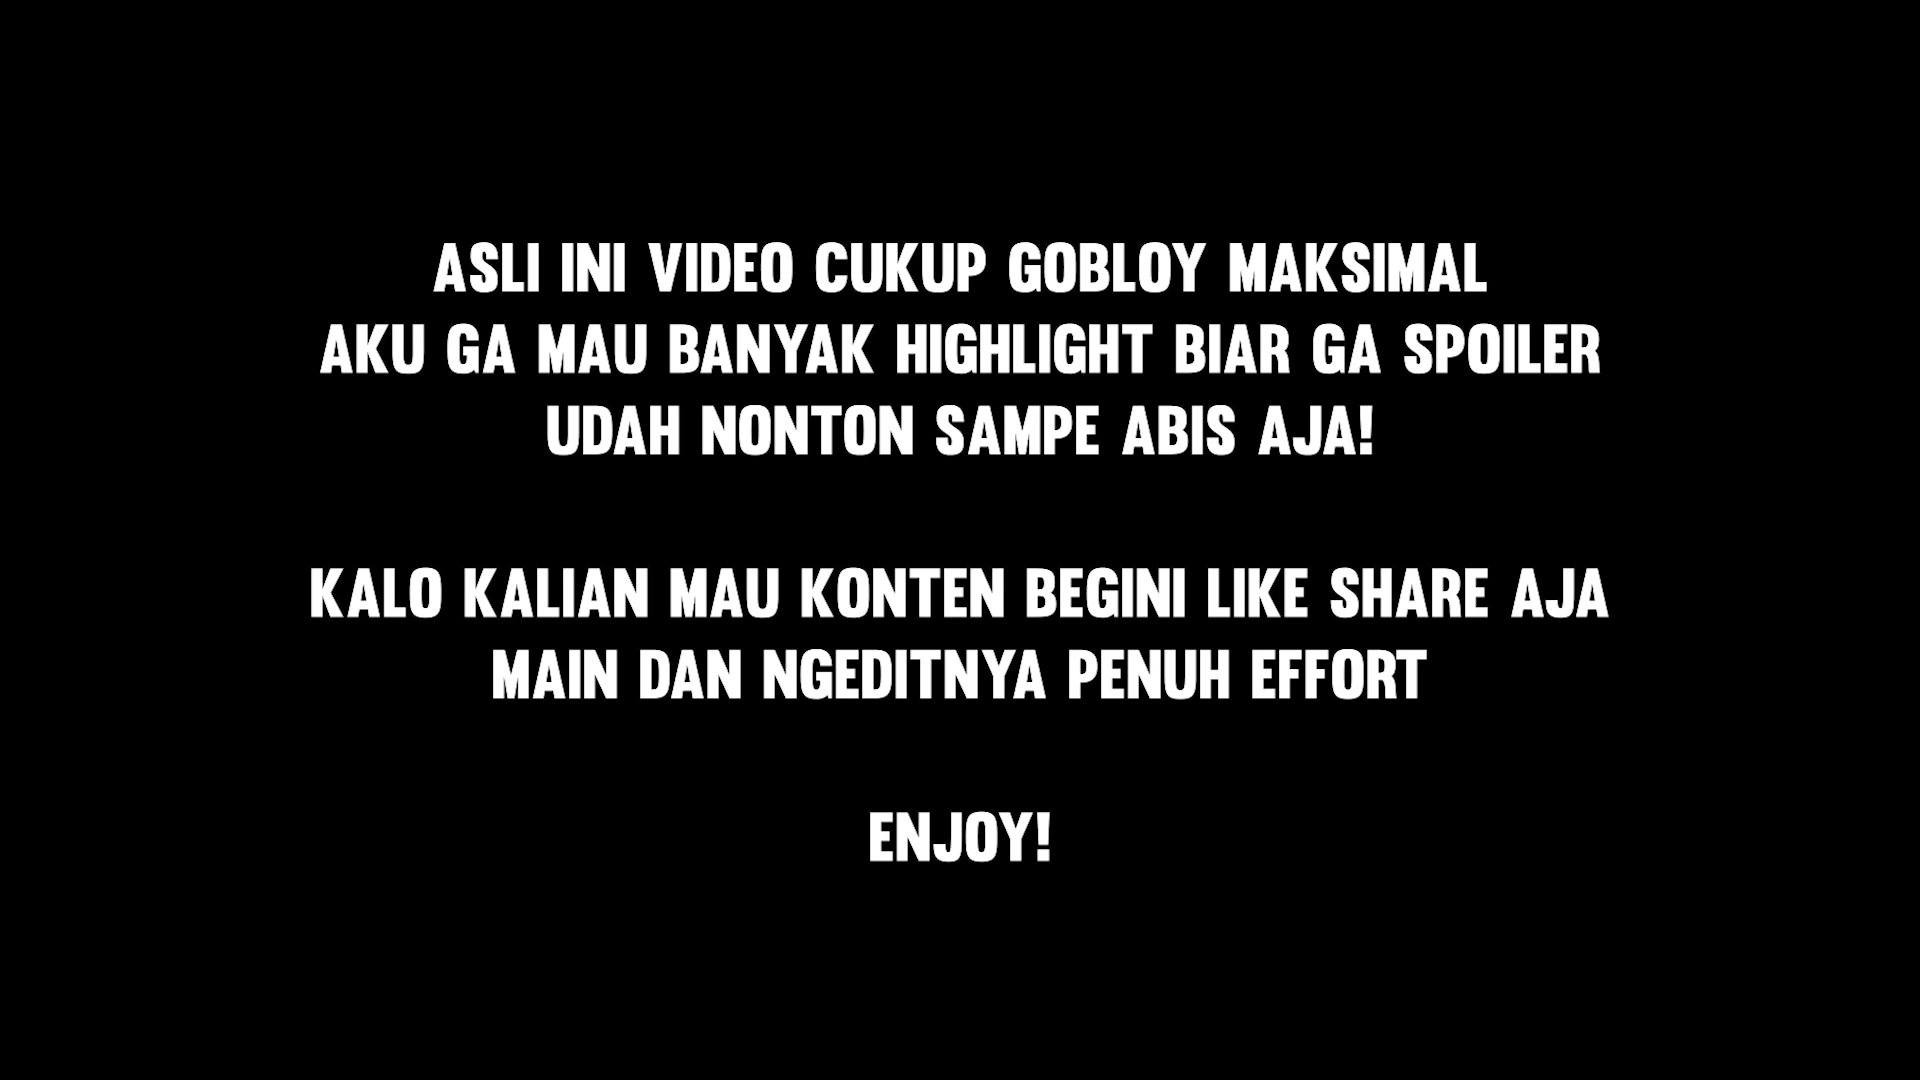 ASLI INI VIDEO CUKUP GOBLOY MAKSIMAL
AKU GA MAU BANYAK HIGHLIGHT BIAR GA SPOILER
UDAH NONTON SAMPE ABIS AJA!
KALO KALIAN MAU KONTEN BEGINI LIKE SHARE AJA
MAIN DAN NGEDITNYA PENUH EFFORT
ENJOY!